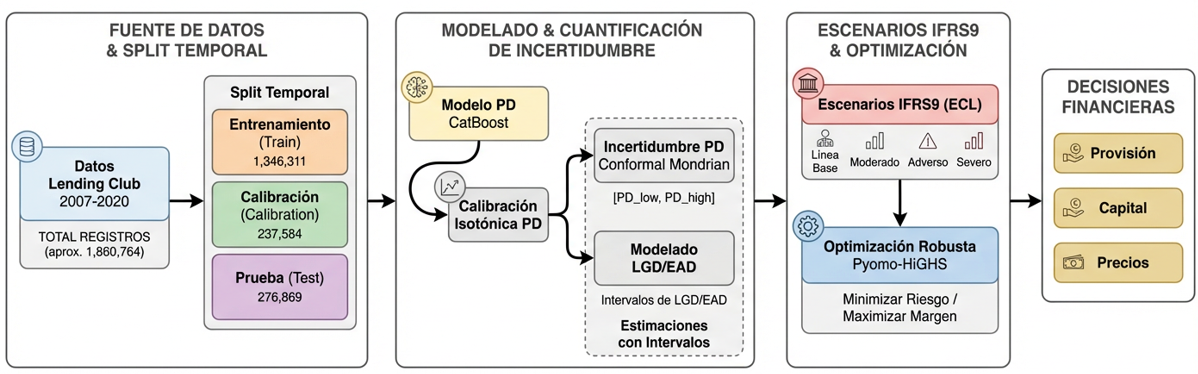 FUENTE DE DATOS
& SPLIT TEMPORAL
Datos
Lending Club
2007-2020
TOTAL REGISTROS
(aprox. 1,860,764)
Split Temporal
Entrenamiento
(Train)
1,346,311
Calibración
(Calibration)
237,584
Prueba (Test)
276,869
MODELADO & CUANTIFICACIÓN
DE INCERTIDUMBRE
Modelo PD
CatBoost
Calibración
Isotónica PD
Incertidumbre PD
Conformal Mondrian
[PD_low, PD_high]
Modelado
LGD/EAD
Intervalos de LGD/EAD
Estimaciones
con Intervalos
ESCENARIOS IFRS9
& OPTIMIZACIÓN
Escenarios IFRS9 (ECL)
Línea
Base
Moderado
Adverso
Severo
Optimización Robusta
Pyomo-HiGHS
Minimizar Riesgo /
Maximizar Margen
DECISIONES
FINANCIERAS
Provisión
Capital
Precios